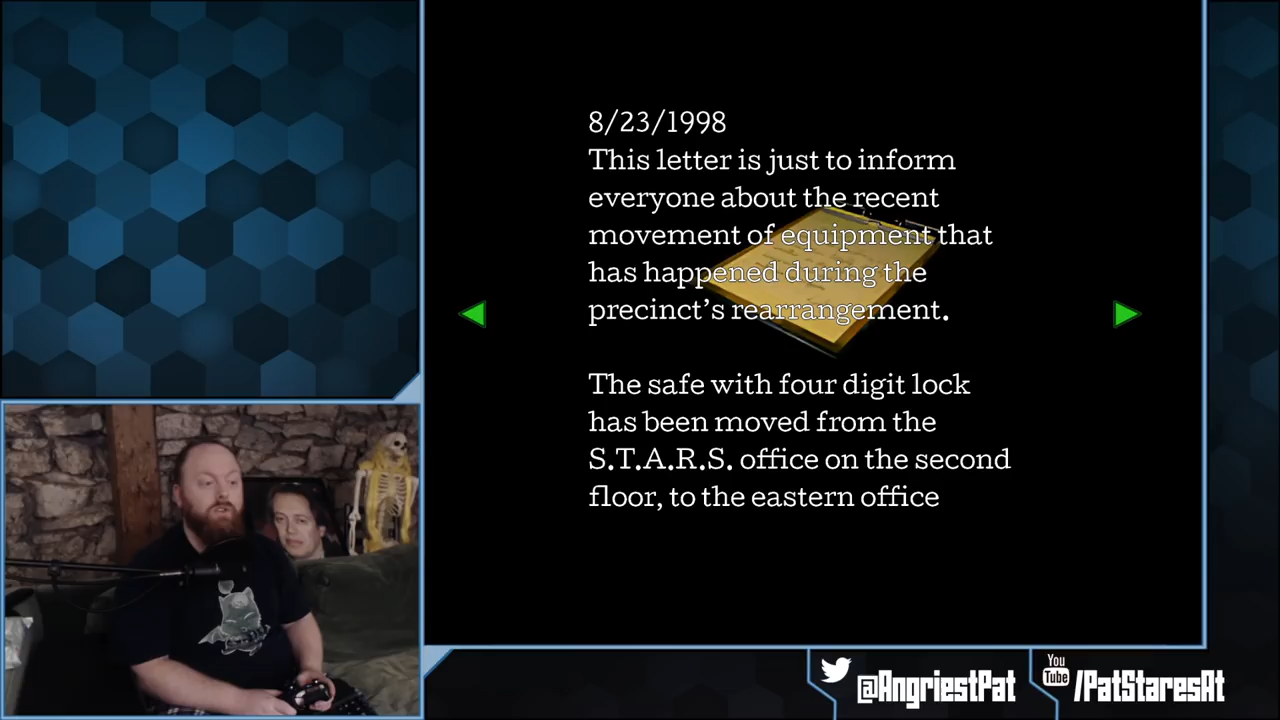 8/23/1998
This letter is just to inform
everyone about the recent
movement of equipment that
has happened during the
precinct’s rearrangement.
The safe with four digit lock
has been moved from the
S.T.A.R.S. office on the second
floor, to the eastern office
@AngriestPat
You
Tube
/PatStaresAt